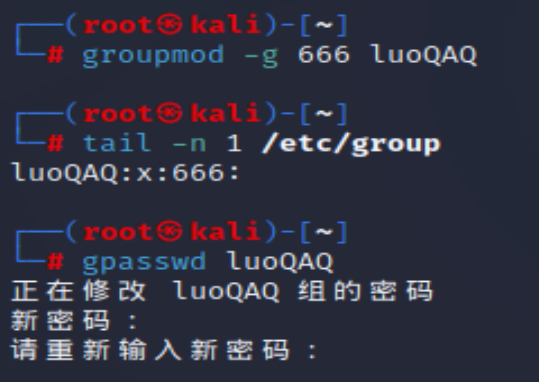 ┌──(root㉿kali)-[~]
└─# groupmod -g 666 luoQAQ
┌──(root㉿kali)-[~]
└─# tail -n 1 /etc/group
luoQAQ:x:666:
┌──(root㉿kali)-[~]
└─# gpasswd luoQAQ
正在修改 luoQAQ 组的密码
新密码：
请重新输入新密码：